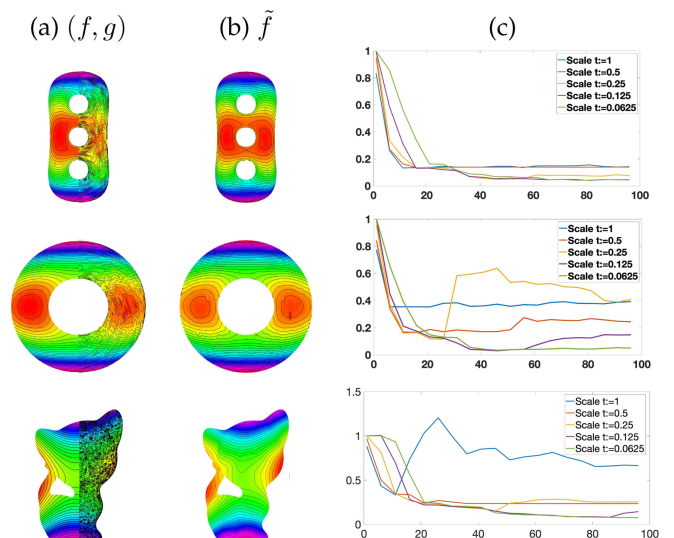 (a) (f, g)
(b) f̃
(c)
1
0.8
0.6
0.4
0.2
0
0 20 40 60 80 100
Scale t:=1
Scale t:=0.5
Scale t:=0.25
Scale t:=0.125
Scale t:=0.0625
1
0.8
0.6
0.4
0.2
0
0 20 40 60 80 100
Scale t:=1
Scale t:=0.5
Scale t:=0.25
Scale t:=0.125
Scale t:=0.0625
1.5
1
0.5
0
0 20 40 60 80 100
Scale t:=1
Scale t:=0.5
Scale t:=0.25
Scale t:=0.125
Scale t:=0.0625